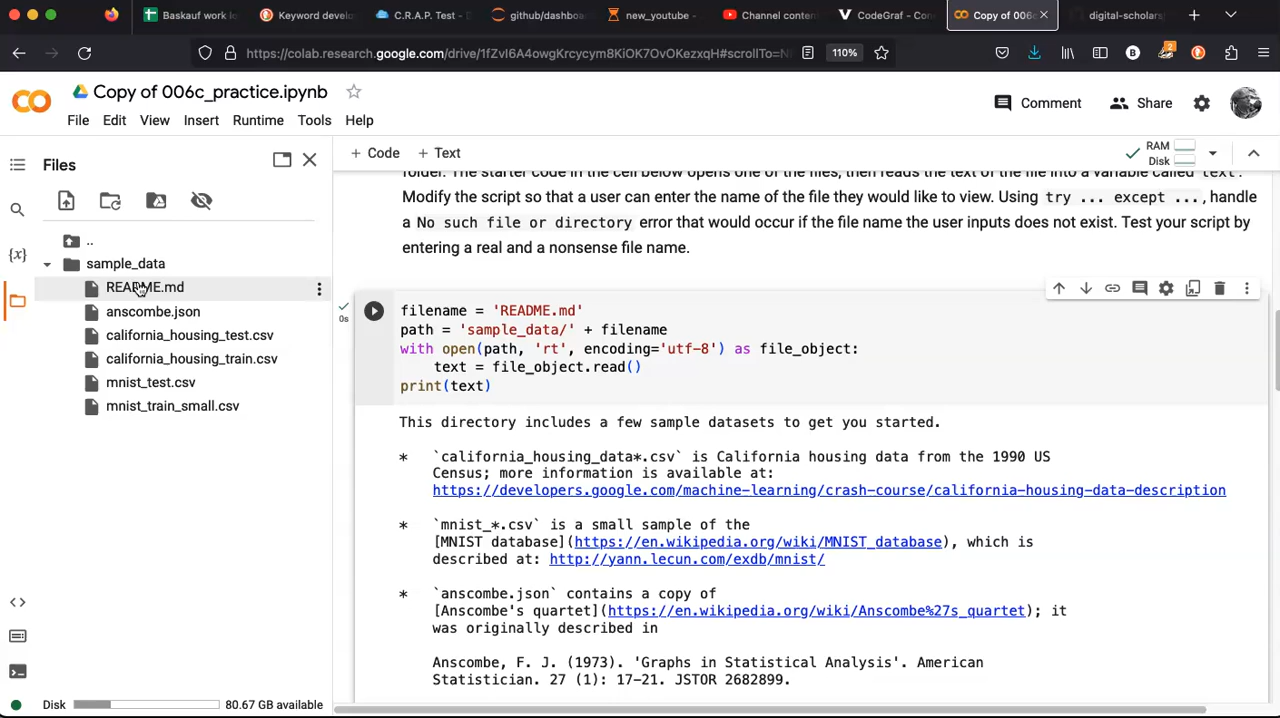 Baskauf work l
Keyword develo
C.R.A.P. Test -
github/dashbo
new_youtube -
Channel content
CodeGraf - Con
Copy of 006c
digital-scholars
https://colab.research.google.com/drive/1fZvI6A4owgKrcycym8KiOK7OvOKezxqH#scrollTo=N
110%
B
2
Copy of 006c_practice.ipynb
Comment
Share
File
Edit
View
Insert
Runtime
Tools
Help
Files
+ Code
+ Text
RAM
Disk
folder. The starter code in the cell below opens one of the files, then reads the text of the file into a variable called text.
Modify the script so that a user can enter the name of the file they would like to view. Using try ... except ..., handle
a No such file or directory error that would occur if the file name the user inputs does not exist. Test your script by
entering a real and a nonsense file name.
..
sample_data
README.md
anscombe.json
california_housing_test.csv
california_housing_train.csv
mnist_test.csv
mnist_train_small.csv
{x}
0s
filename = 'README.md'
path = 'sample_data/' + filename
with open(path, 'rt', encoding='utf-8') as file_object:
text = file_object.read()
print(text)
This directory includes a few sample datasets to get you started.
* `california_housing_data*.csv` is California housing data from the 1990 US
Census; more information is available at:
https://developers.google.com/machine-learning/crash-course/california-housing-data-description
* `mnist_*.csv` is a small sample of the
[MNIST database](https://en.wikipedia.org/wiki/MNIST_database), which is
described at: http://yann.lecun.com/exdb/mnist/
* `anscombe.json` contains a copy of
[Anscombe's quartet](https://en.wikipedia.org/wiki/Anscombe%27s_quartet); it
was originally described in
Anscombe, F. J. (1973). 'Graphs in Statistical Analysis'. American
Statistician. 27 (1): 17-21. JSTOR 2682899.
Disk
80.67 GB available